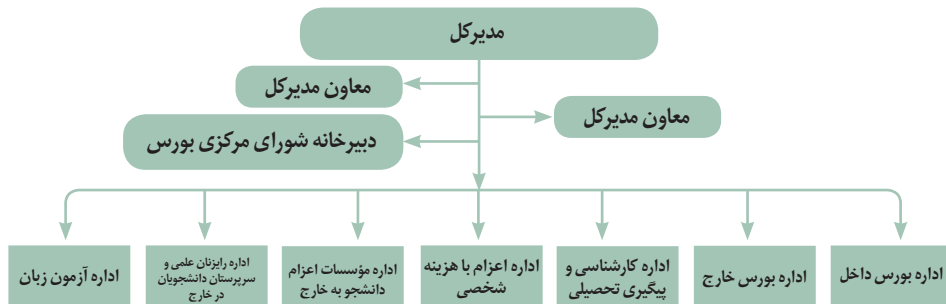 مدیرکل
معاون مدیرکل
معاون مدیرکل
دبیرخانه شورای مرکزی بورس
اداره بورس داخل
اداره بورس خارج
اداره کارشناسی و
پیگیری تحصیلی
اداره اعزام با هزینه
شخصی
اداره مؤسسات اعزام
دانشجو به خارج
اداره رایزنان علمی و
سرپرستان دانشجویان
در خارج
اداره آزمون زبان